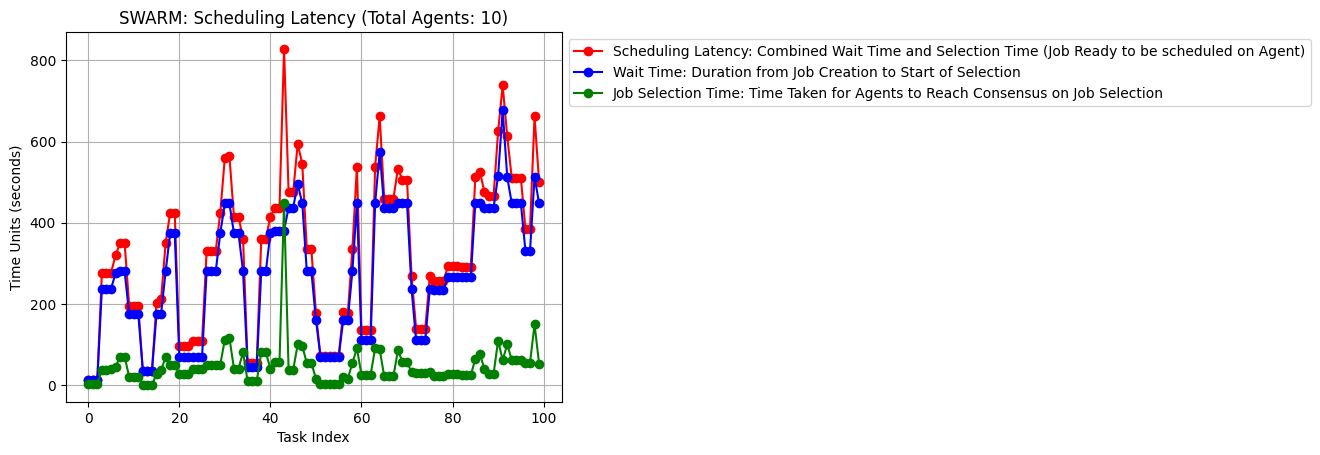 SWARM: Scheduling Latency (Total Agents: 10)
Scheduling Latency: Combined Wait Time and Selection Time (Job Ready to be scheduled on Agent)
Wait Time: Duration from Job Creation to Start of Selection
Job Selection Time: Time Taken for Agents to Reach Consensus on Job Selection
Time Units (seconds)
800
600
400
200
0
0 20 40 60 80 100
Task Index